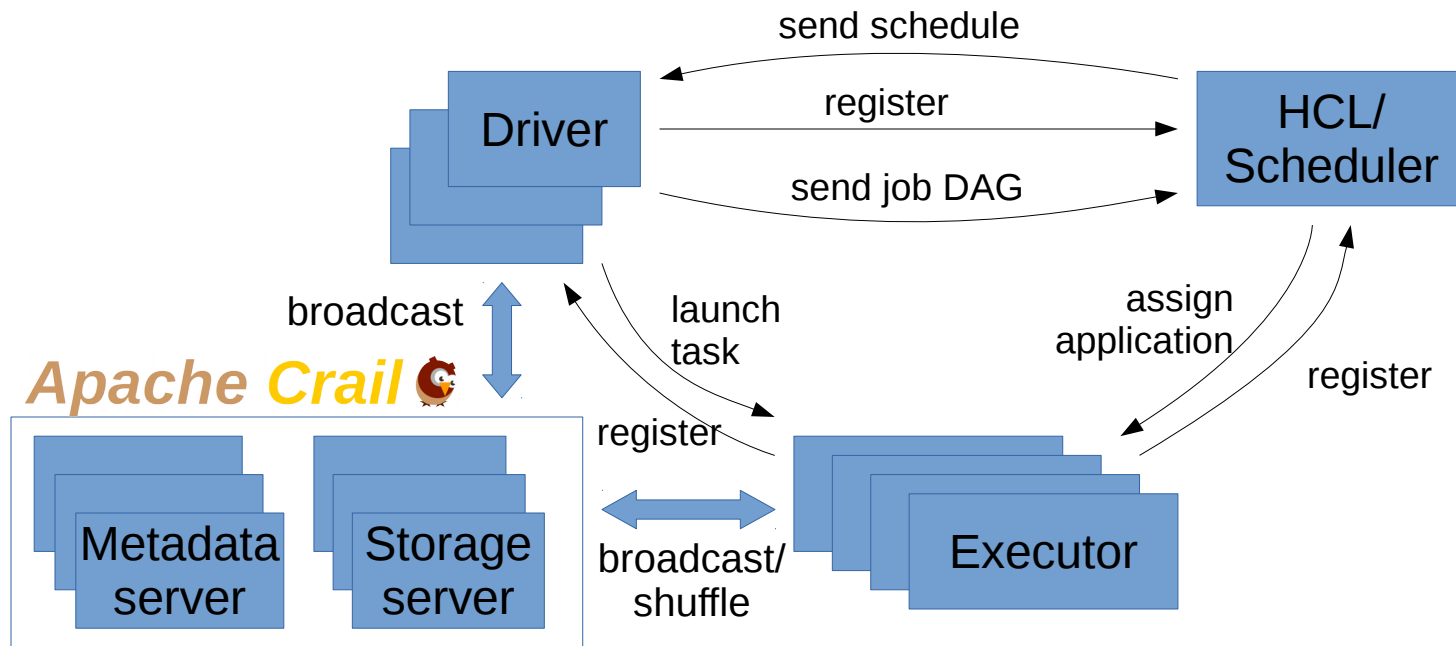 send schedule
register
send job DAG
Driver
HCL/
Scheduler
broadcast
launch
task
assign
application
register
Apache Crail
register
Metadata
server
Storage
server
broadcast/
shuffle
Executor